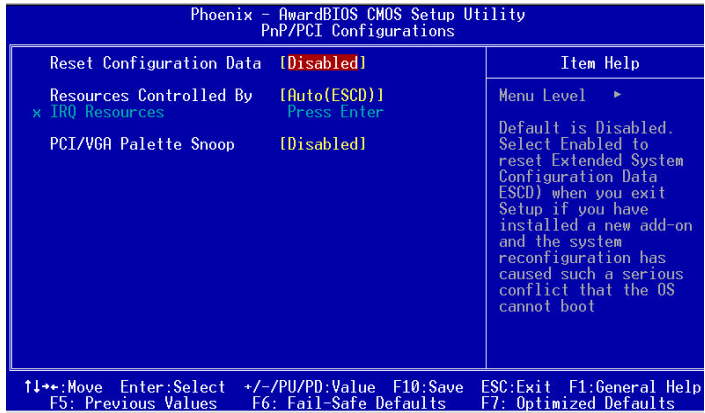 Phoenix - AwardBIOS CMOS Setup Utility
PnP/PCI Configurations
Reset Configuration Data [Disabled]
Resources Controlled By [Auto(ESCD)]
x IRQ Resources Press Enter
PCI/VGA Palette Snoop [Disabled]
Item Help
Menu Level ►
Default is Disabled.
Select Enabled to
reset Extended System
Configuration Data
ESCD) when you exit
Setup if you have
installed a new add-on
and the system
reconfiguration has
caused such a serious
conflict that the OS
cannot boot
↑↓→←:Move Enter:Select +/-/PU/PD:Value F10:Save ESC:Exit F1:General Help
F5: Previous Values F6: Fail-Safe Defaults F7: Optimized Defaults